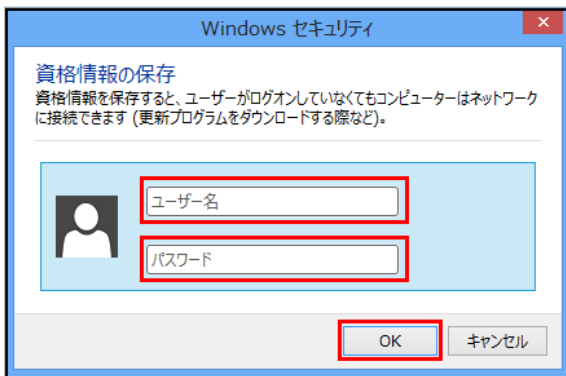 Windows セキュリティ
資格情報の保存
資格情報を保存すると、ユーザーがログオンしていなくてもコンピューターはネットワーク
に接続できます (更新プログラムをダウンロードする際など)。
ユーザー名
パスワード
OK
キャンセル